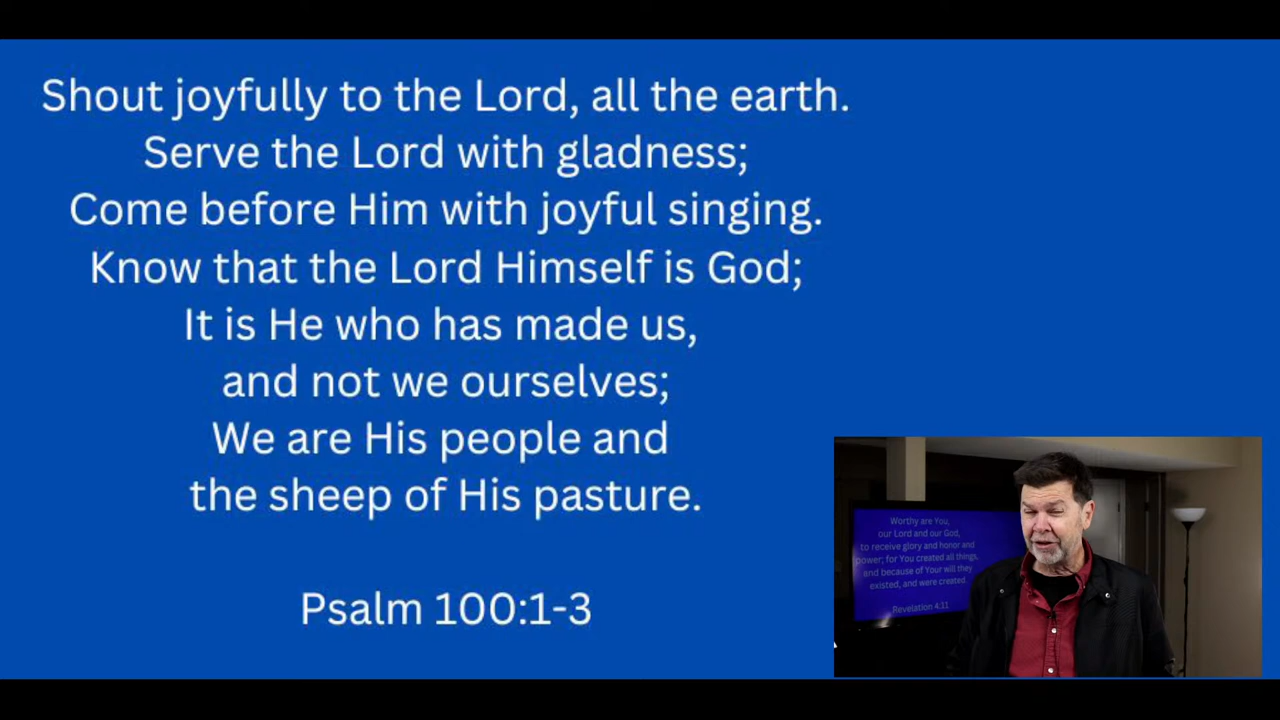 Shout joyfully to the Lord, all the earth.
Serve the Lord with gladness;
Come before Him with joyful singing.
Know that the Lord Himself is God;
It is He who has made us,
and not we ourselves;
We are His people and
the sheep of His pasture.
Psalm 100:1-3
Worthy are You,
our Lord and our God,
to receive glory and honor and
power; for You created all things,
and because of Your will they
existed, and were created
Revelation 4:11